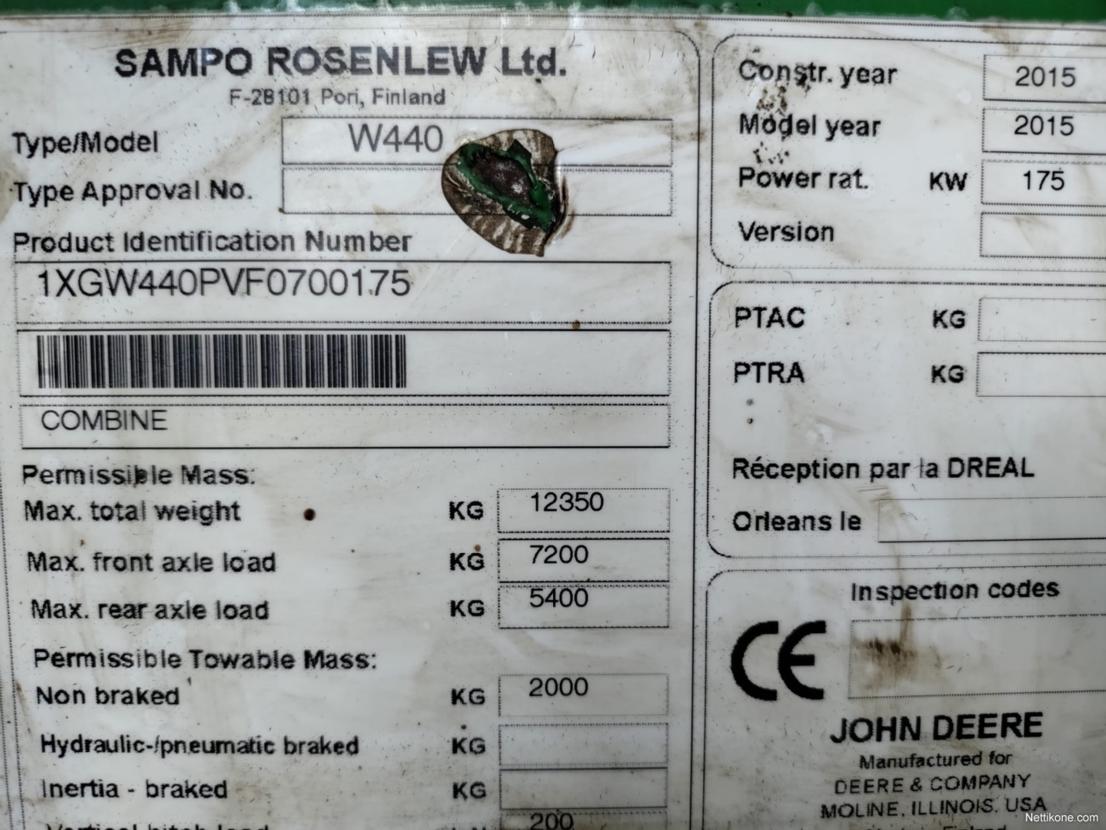 SAMPO ROSENLEW Ltd.
F-28101 Pori, Finland
Type/Model W440
Type Approval No.
Product Identification Number
1XGW440PVF0700175
COMBINE
Permissible Mass:
Max. total weight KG 12350
Max. front axle load KG 7200
Max. rear axle load KG 5400
Permissible Towable Mass:
Non braked KG 2000
Hydraulic-/pneumatic braked KG
Inertia - braked KG
Vertical hitch load 200
Constr. year 2015
Model year 2015
Power rat. KW 175
Version
PTAC KG
PTRA KG
Réception par la DREAL
Orleans le
Inspection codes
CE
JOHN DEERE
Manufactured for
DEERE & COMPANY
MOLINE, ILLINOIS, USA
Finland
Nettikone.com